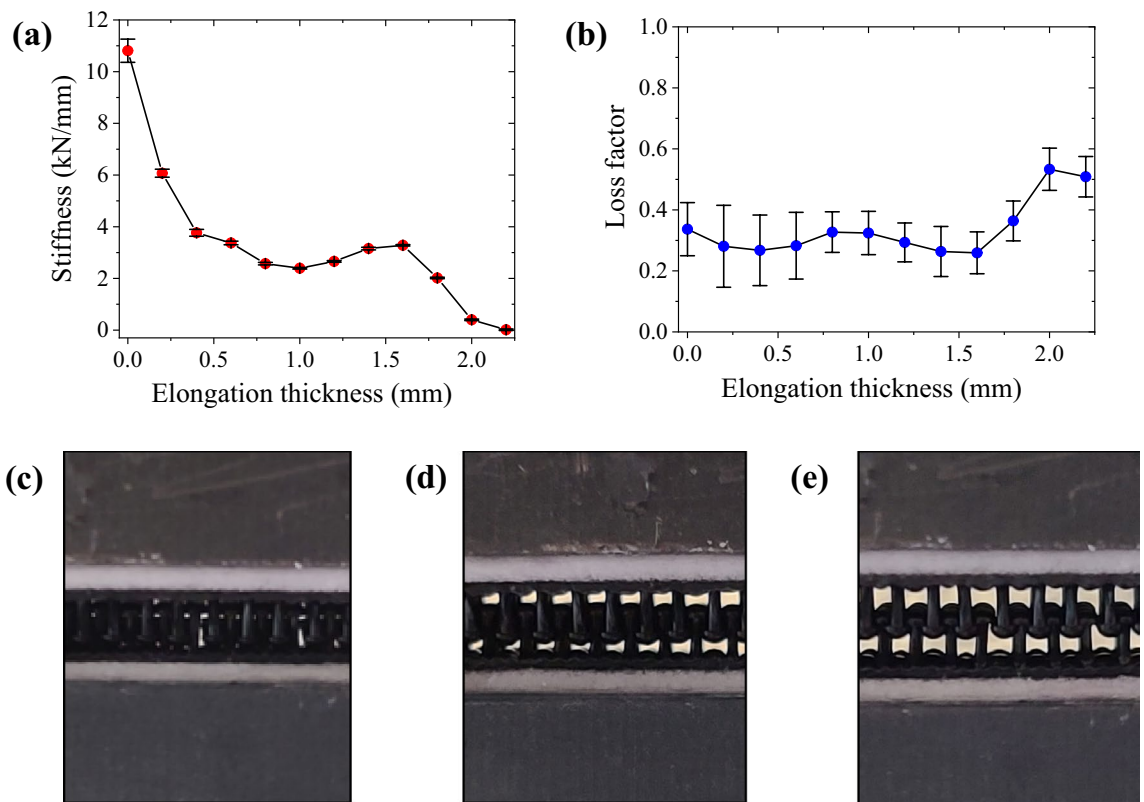 (a)
12
10
8
6
4
2
0
Stiffness (kN/mm)
0.0 0.5 1.0 1.5 2.0
Elongation thickness (mm)
(b)
1.0
0.8
0.6
0.4
0.2
0.0
Loss factor
0.0 0.5 1.0 1.5 2.0
Elongation thickness (mm)
(c)
(d)
(e)